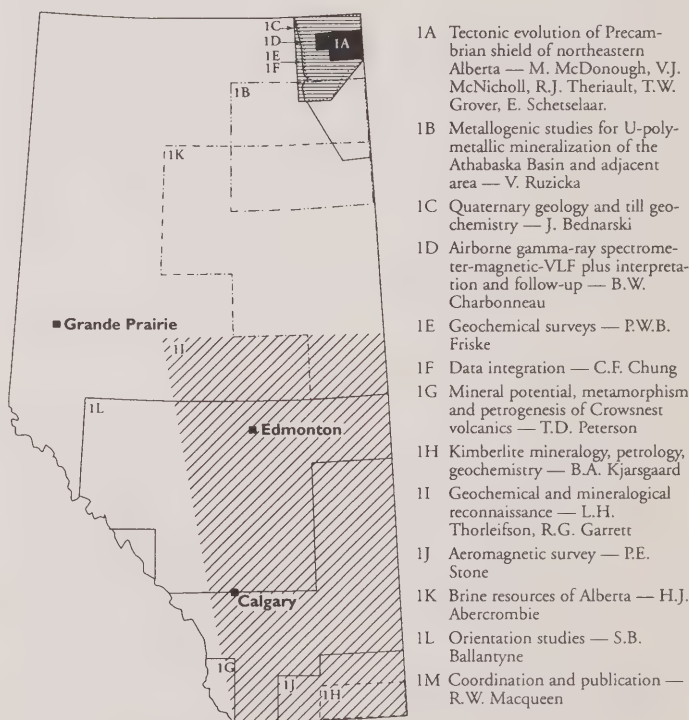 1C
1D
1A
1E
1F
1B
1K
Grande Prairie
1I
1L
Edmonton
Calgary
1G
1J
1H
1A Tectonic evolution of Precam-
brian shield of northeastern
Alberta — M. McDonough, V.J.
McNicholl, R.J. Theriault, T.W.
Grover, E. Schetselaar.
1B Metallogenic studies for U-poly-
metallic mineralization of the
Athabaska Basin and adjacent
area — V. Ruzicka
1C Quaternary geology and till geo-
chemistry — J. Bednarski
1D Airborne gamma-ray spectrome-
ter-magnetic-VLF plus interpreta-
tion and follow-up — B.W.
Charbonneau
1E Geochemical surveys — P.W.B.
Friske
1F Data integration — C.F. Chung
1G Mineral potential, metamorphism
and petrogenesis of Crowsnest
volcanics — T.D. Peterson
1H Kimberlite mineralogy, petrology,
geochemistry — B.A. Kjarsgaard
1I Geochemical and mineralogical
reconnaissance — L.H.
Thorleifson, R.G. Garrett
1J Aeromagnetic survey — P.E.
Stone
1K Brine resources of Alberta — H.J.
Abercrombie
1L Orientation studies — S.B.
Ballantyne
1M Coordination and publication —
R.W. Macqueen